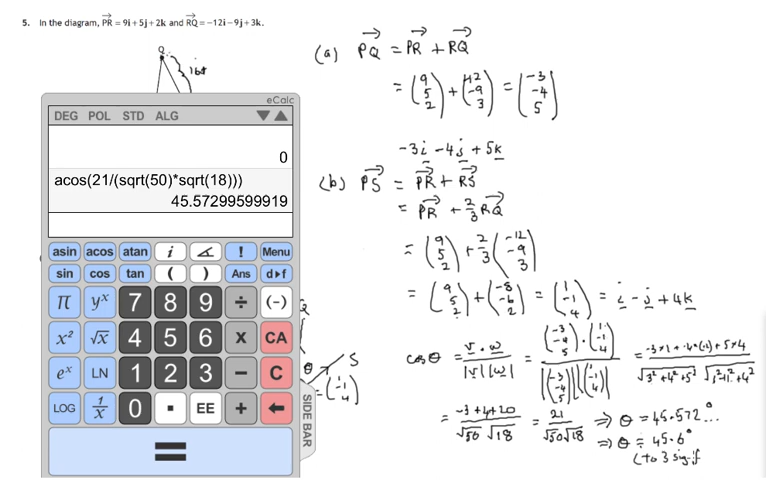 5. In the diagram, PR = 9i + 5j + 2k and RQ = −12i − 9j + 3k.
Q
eCalc
DEG POL STD ALG
0
acos(21/(sqrt(50)*sqrt(18)))
45.57299599919
asin acos atan i ∠ ! Menu
sin cos tan ( ) Ans d▸f
π yˣ 7 8 9 ÷ (-)
x² √x 4 5 6 x CA
eˣ LN 1 2 3 − C
LOG 1/x 0 . EE + ←
=
SIDE BAR
Q
θ S
= (1 -1 4)
(a) PQ = PR + RQ
= (9 5 2) + (-12 -9 3) = (-3 -4 5)
-3i - 4j + 5k
(b) PS = PR + RS
= PR + 2/3 RQ
= (9 5 2) + 2/3 (-12 -9 3)
= (9 5 2) + (-8 -6 2) = (1 -1 4) = i - j + 4k
cos θ = v . w / |v||w| = (-3 -4 5) . (1 -1 4) / |(-3 -4 5)||(1 -1 4)| = -3×1 + -4×(-1) + 5×4 / √3²+4²+5² √1²+1²+4²
= -3+4+20 / √50 √18 = 21 / √50√18 ⇒ θ = 45.572...°
⇒ θ = 45.6°
(to 3 sig.f